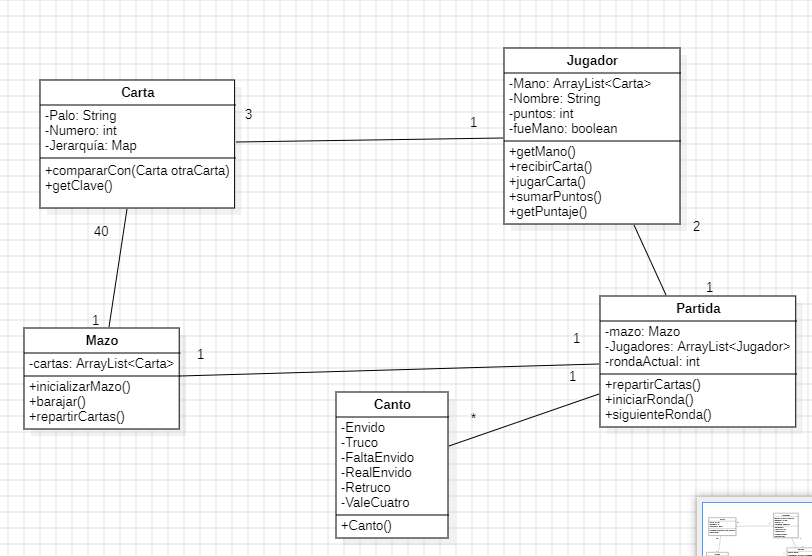 Carta
-Palo: String
-Numero: int
-Jerarquía: Map
+compararCon(Carta otraCarta)
+getClave()
3
1
Jugador
-Mano: ArrayList<Carta>
-Nombre: String
-puntos: int
-fueMano: boolean
+getMano()
+recibirCarta()
+jugarCarta()
+sumarPuntos()
+getPuntaje()
40
1
2
1
Mazo
-cartas: ArrayList<Carta>
+inicializarMazo()
+barajar()
+repartirCartas()
1
1
Partida
-mazo: Mazo
-Jugadores: ArrayList<Jugador>
-rondaActual: int
+repartirCartas()
+iniciarRonda()
+siguienteRonda()
1
*
Canto
-Envido
-Truco
-FaltaEnvido
-RealEnvido
-Retruco
-ValeCuatro
+Canto()